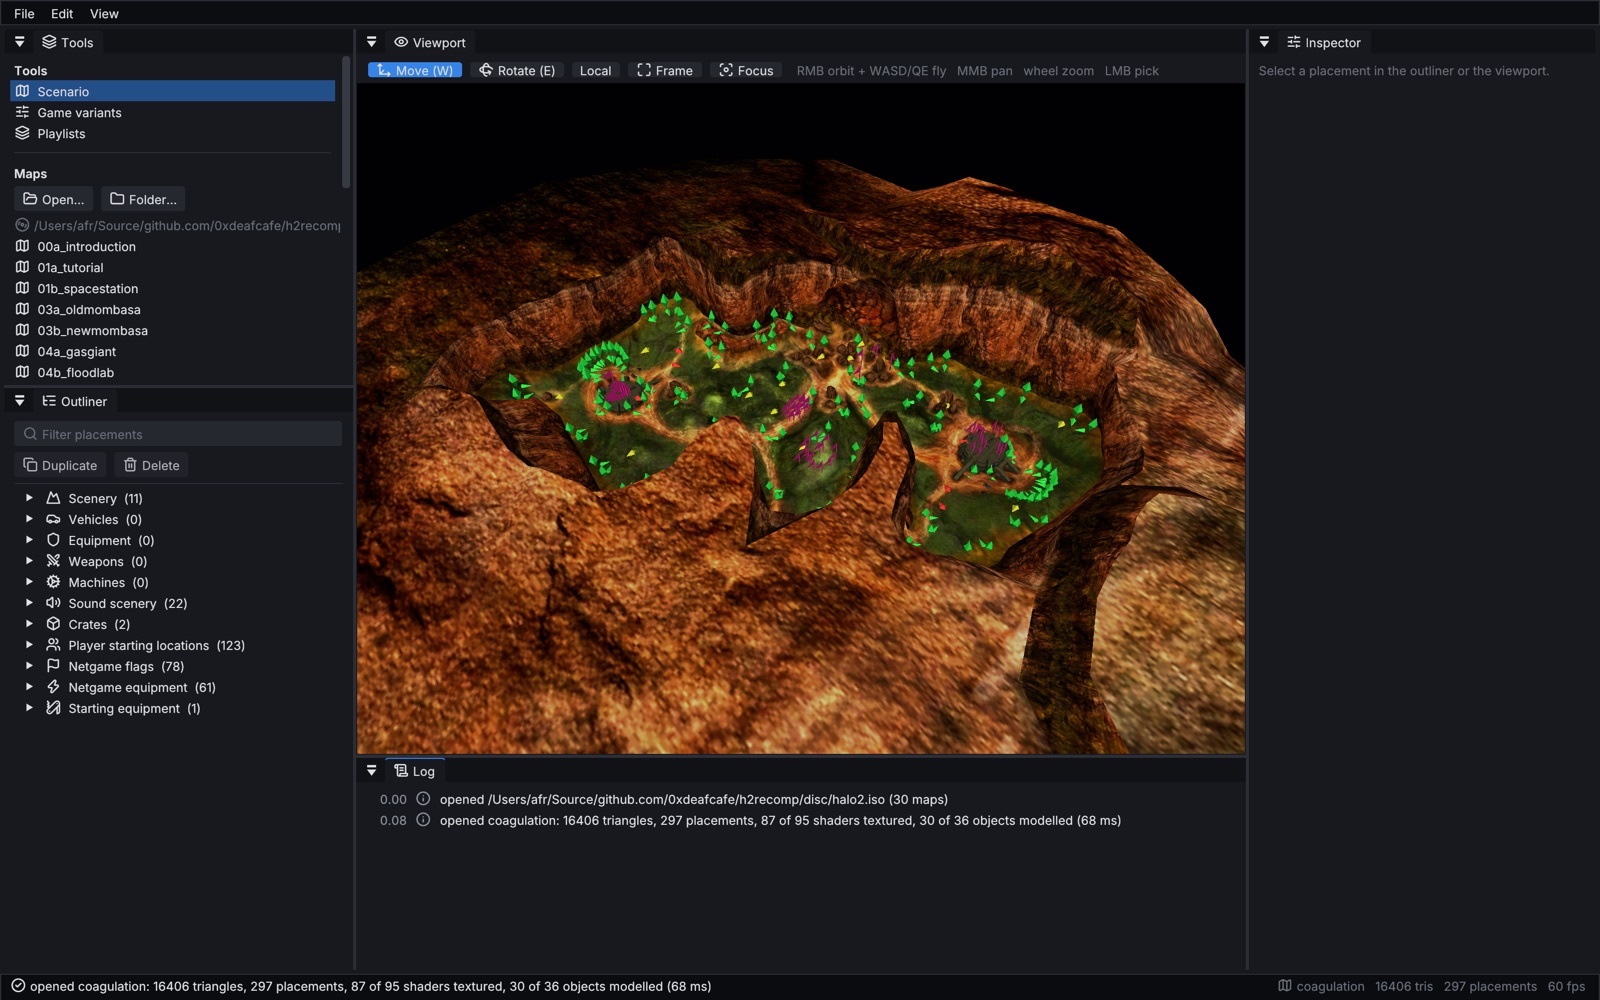 File Edit View
Tools
Viewport
Inspector
Tools
Scenario
Game variants
Playlists
Maps
Open... Folder...
/Users/afr/Source/github.com/0xdeafcafe/h2recomp
00a_introduction
01a_tutorial
01b_spacestation
03a_oldmombasa
03b_newmombasa
04a_gasgiant
04b_floodlab
Outliner
Filter placements
Duplicate Delete
Scenery (11)
Vehicles (0)
Equipment (0)
Weapons (0)
Machines (0)
Sound scenery (22)
Crates (2)
Player starting locations (123)
Netgame flags (78)
Netgame equipment (61)
Starting equipment (1)
Move (W) Rotate (E) Local Frame Focus RMB orbit + WASD/QE fly MMB pan wheel zoom LMB pick
Select a placement in the outliner or the viewport.
Log
0.00 opened /Users/afr/Source/github.com/0xdeafcafe/h2recomp/disc/halo2.iso (30 maps)
0.08 opened coagulation: 16406 triangles, 297 placements, 87 of 95 shaders textured, 30 of 36 objects modelled (68 ms)
opened coagulation: 16406 triangles, 297 placements, 87 of 95 shaders textured, 30 of 36 objects modelled (68 ms)
coagulation 16406 tris 297 placements 60 fps